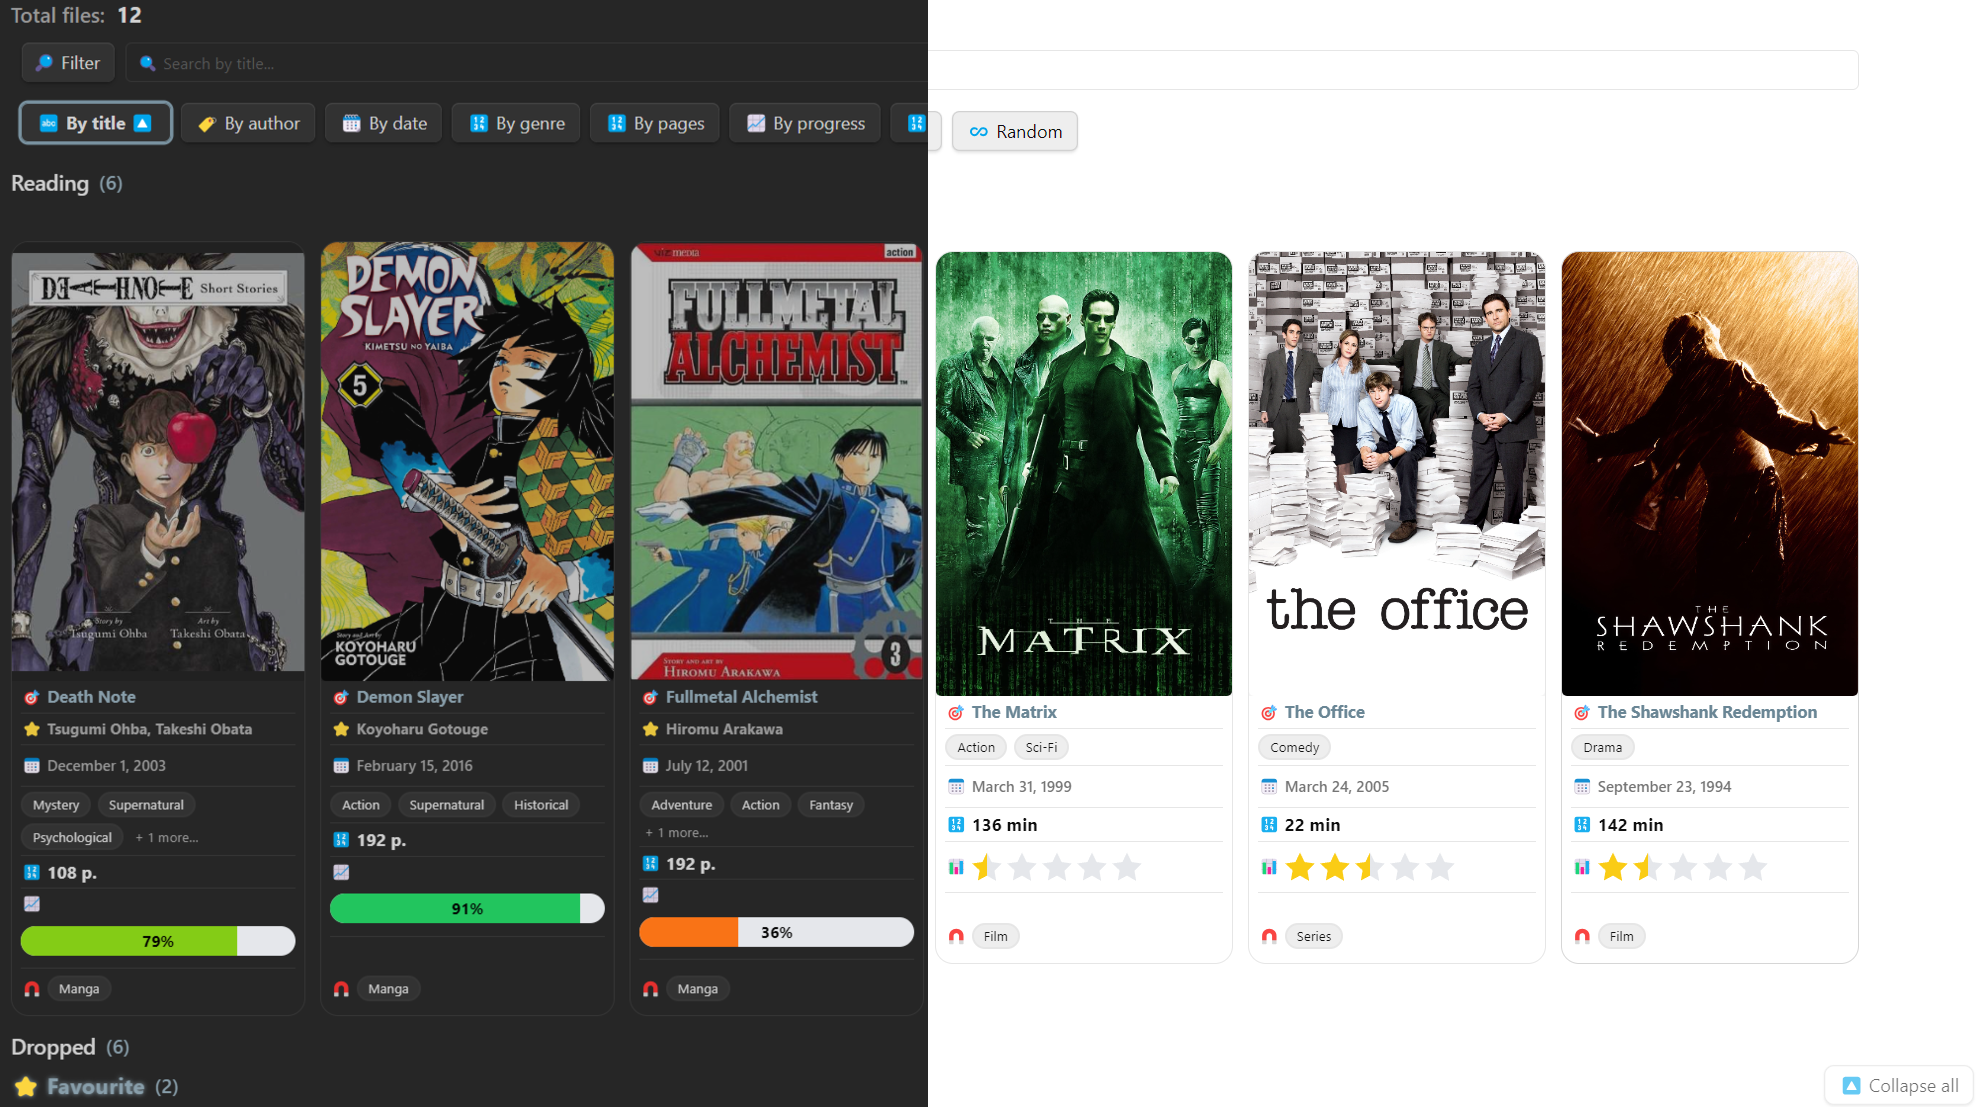 Total files: 12
Filter
Search by title...
By title
By author
By date
By genre
By pages
By progress
Random
Reading (6)
DEATH NOTE Short Stories
Story by
Tsugumi Ohba
Art by
Takeshi Obata
Death Note
Tsugumi Ohba, Takeshi Obata
December 1, 2003
Mystery
Supernatural
Psychological
+ 1 more...
108 p.
79%
Manga
DEMON
SLAYER
KIMETSU NO YAIBA
5
Story and Art by
KOYOHARU
GOTOUGE
Demon Slayer
Koyoharu Gotouge
February 15, 2016
Action
Supernatural
Historical
192 p.
91%
Manga
VIZ media
action
FULLMETAL
ALCHEMIST
STORY AND ART BY
HIROMU ARAKAWA
3
Fullmetal Alchemist
Hiromu Arakawa
July 12, 2001
Adventure
Action
Fantasy
+ 1 more...
192 p.
36%
Manga
THE
MATRIX
The Matrix
Action
Sci-Fi
March 31, 1999
136 min
Film
the office
The Office
Comedy
March 24, 2005
22 min
Series
THE
SHAWSHANK
REDEMPTION
The Shawshank Redemption
Drama
September 23, 1994
142 min
Film
Dropped (6)
Favourite (2)
Collapse all